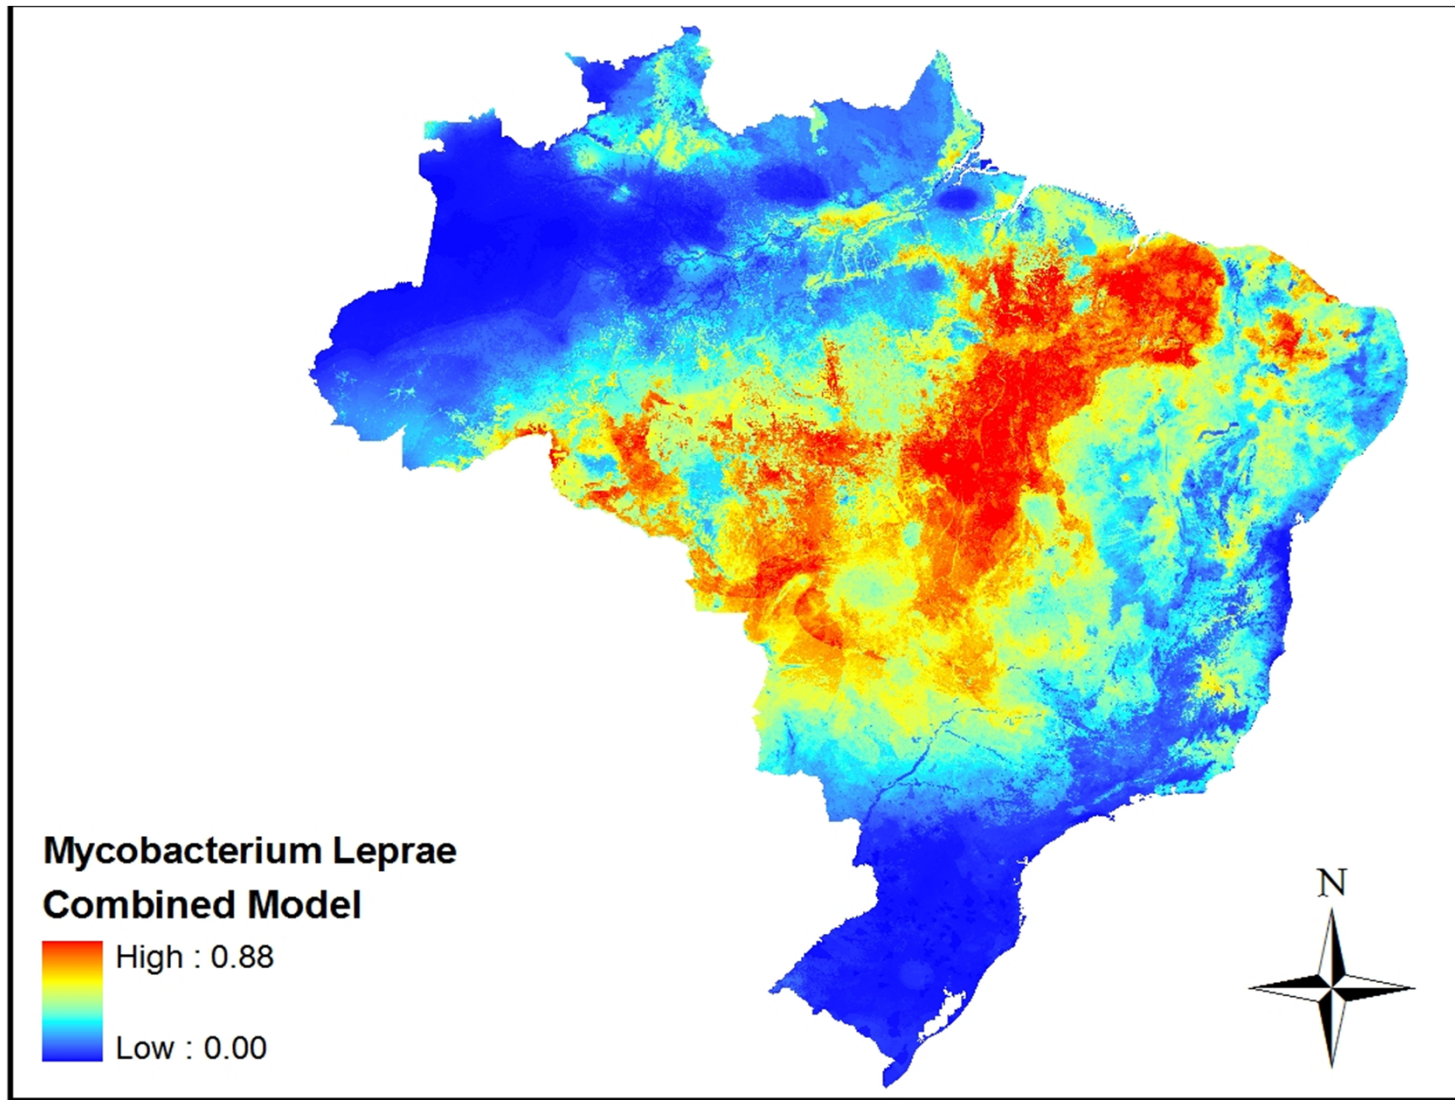 Mycobacterium Leprae
Combined Model
High : 0.88
Low : 0.00
N